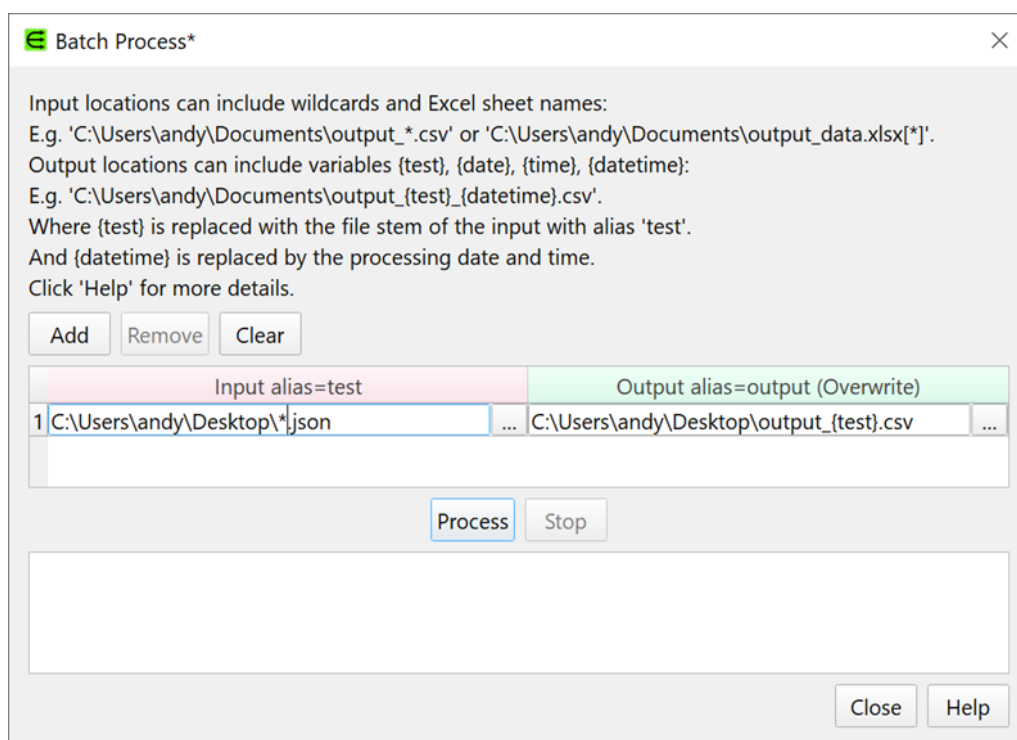 Batch Process*
Input locations can include wildcards and Excel sheet names:
E.g. 'C:\Users\andy\Documents\output_*.csv' or 'C:\Users\andy\Documents\output_data.xlsx[*]'.
Output locations can include variables {test}, {date}, {time}, {datetime}:
E.g. 'C:\Users\andy\Documents\output_{test}_{datetime}.csv'.
Where {test} is replaced with the file stem of the input with alias 'test'.
And {datetime} is replaced by the processing date and time.
Click 'Help' for more details.
Add Remove Clear
Input alias=test Output alias=output (Overwrite)
1 C:\Users\andy\Desktop\*.json ... C:\Users\andy\Desktop\output_{test}.csv ...
Process Stop
Close Help